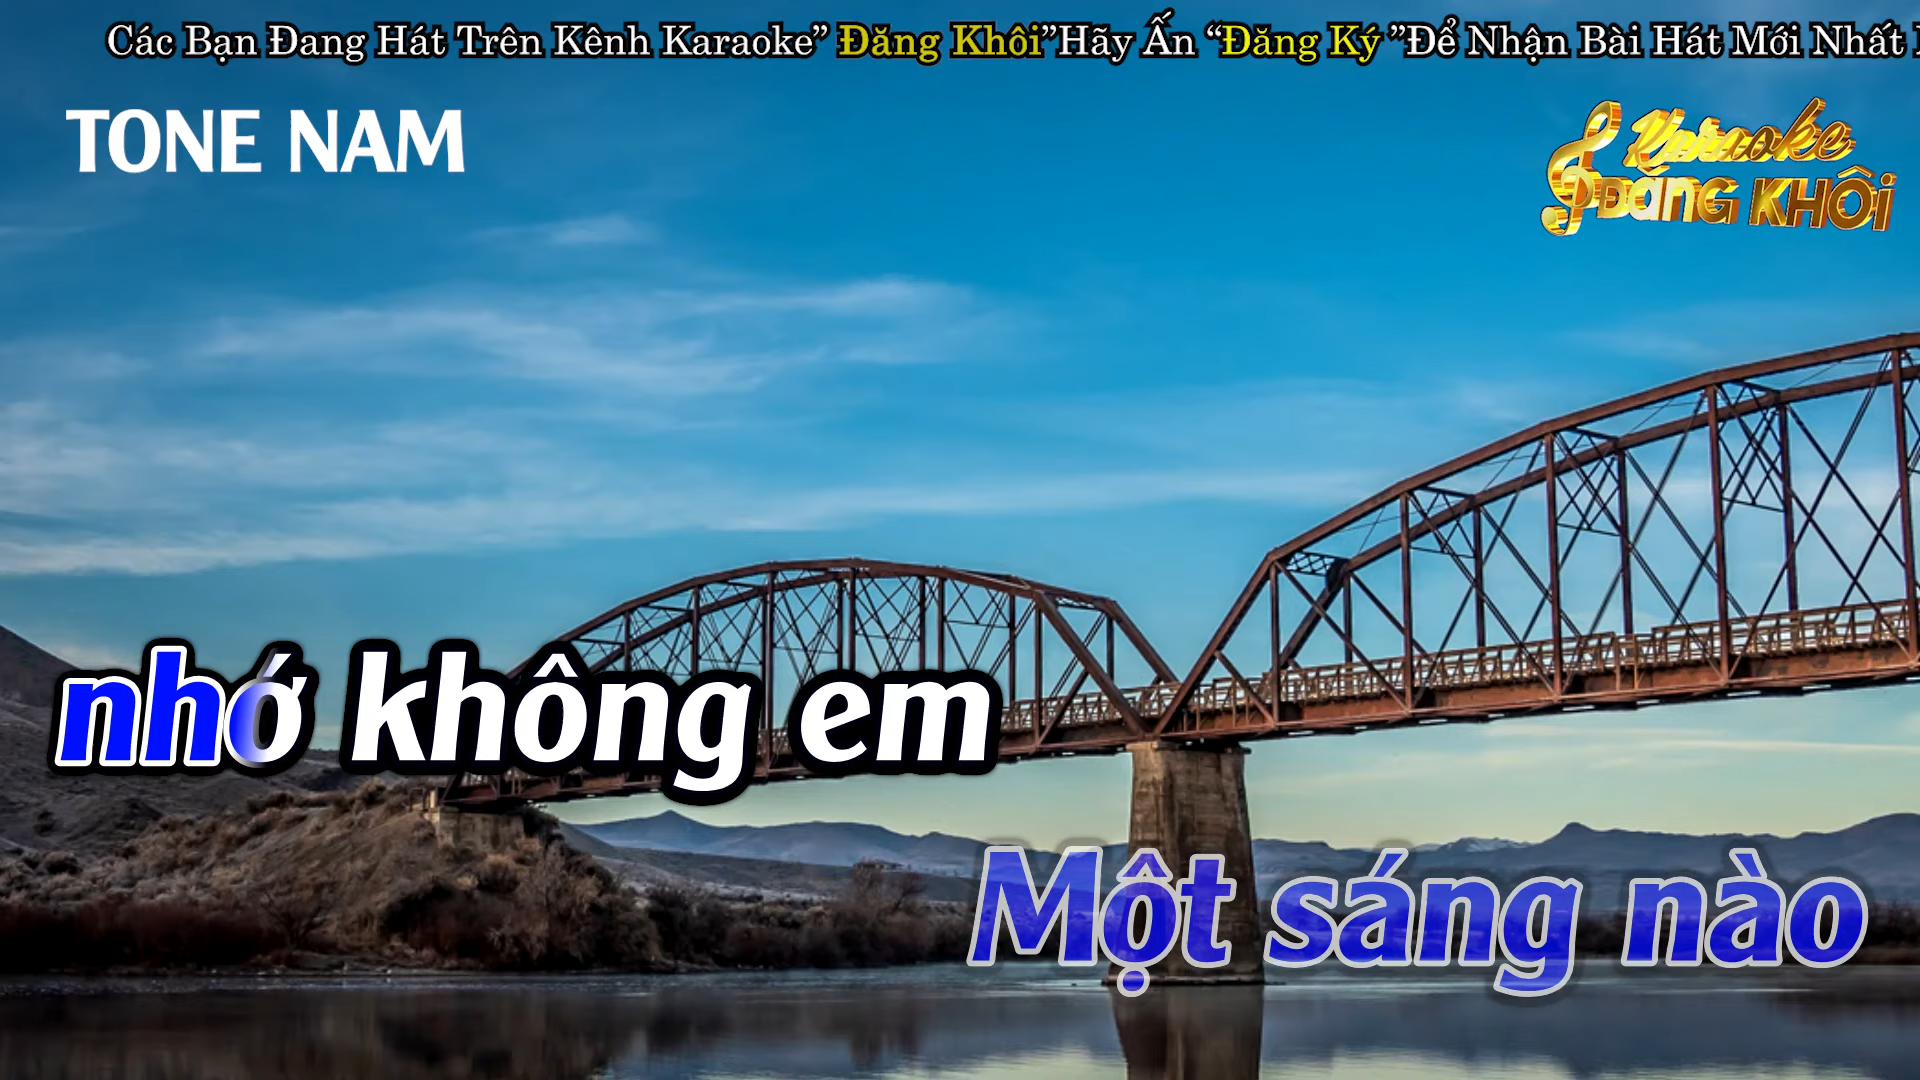 Các Bạn Đang Hát Trên Kênh Karaoke” Đăng Khôi”Hãy Ấn “Đăng Ký ”Để Nhận Bài Hát Mới Nhất
TONE NAM
Karaoke
ĐĂNG KHÔI
nhớ không em
Một sáng nào